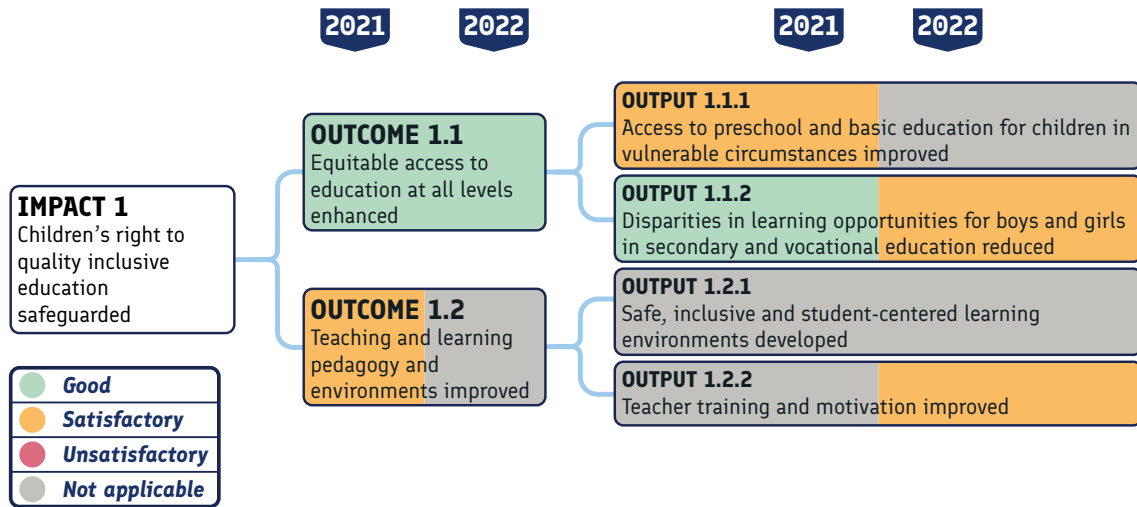 2021
2022
2021
2022
IMPACT 1
Children's right to
quality inclusive
education
safeguarded
OUTCOME 1.1
Equitable access to
education at all levels
enhanced
OUTCOME 1.2
Teaching and learning
pedagogy and
environments improved
OUTPUT 1.1.1
Access to preschool and basic education for children in
vulnerable circumstances improved
OUTPUT 1.1.2
Disparities in learning opportunities for boys and girls
in secondary and vocational education reduced
OUTPUT 1.2.1
Safe, inclusive and student-centered learning
environments developed
OUTPUT 1.2.2
Teacher training and motivation improved
Good
Satisfactory
Unsatisfactory
Not applicable